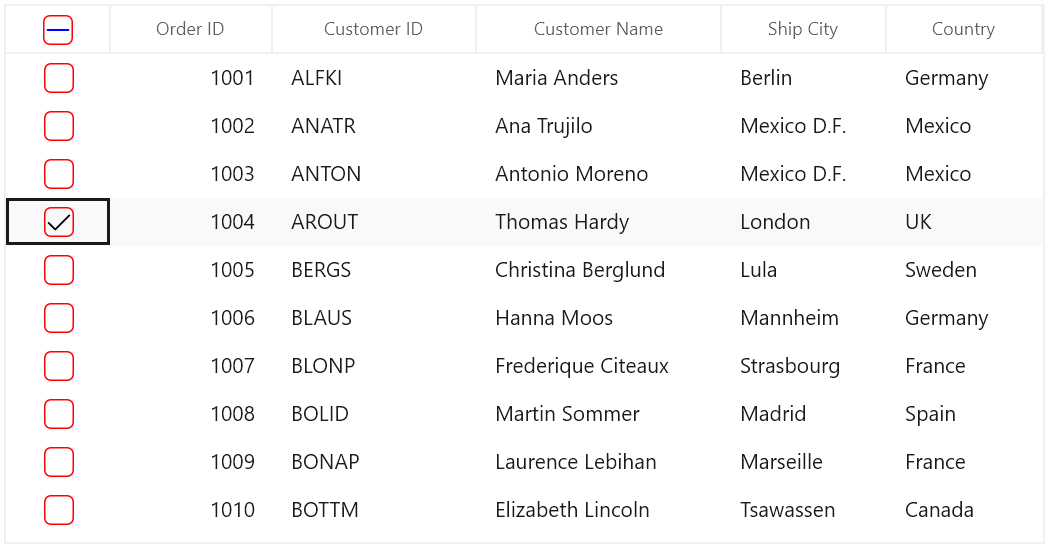 Order ID Customer ID Customer Name Ship City Country
1001 ALFKI Maria Anders Berlin Germany
1002 ANATR Ana Trujilo Mexico D.F. Mexico
1003 ANTON Antonio Moreno Mexico D.F. Mexico
1004 AROUT Thomas Hardy London UK
1005 BERGS Christina Berglund Lula Sweden
1006 BLAUS Hanna Moos Mannheim Germany
1007 BLONP Frederique Citeaux Strasbourg France
1008 BOLID Martin Sommer Madrid Spain
1009 BONAP Laurence Lebihan Marseille France
1010 BOTTM Elizabeth Lincoln Tsawassen Canada